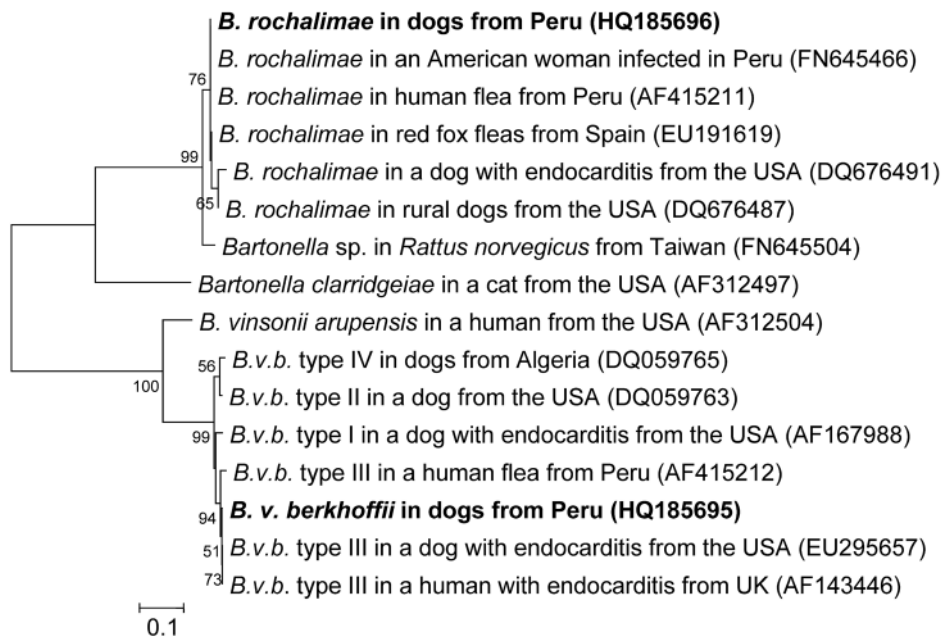 B. rochalimae in dogs from Peru (HQ185696)
76
B. rochalimae in an American woman infected in Peru (FN645466)
B. rochalimae in human flea from Peru (AF415211)
B. rochalimae in red fox fleas from Spain (EU191619)
99
B. rochalimae in a dog with endocarditis from the USA (DQ676491)
65
B. rochalimae in rural dogs from the USA (DQ676487)
Bartonella sp. in Rattus norvegicus from Taiwan (FN645504)
Bartonella clarridgeiae in a cat from the USA (AF312497)
B. vinsonii arupensis in a human from the USA (AF312504)
56
B.v.b. type IV in dogs from Algeria (DQ059765)
100
B.v.b. type II in a dog from the USA (DQ059763)
99
B.v.b. type I in a dog with endocarditis from the USA (AF167988)
B.v.b. type III in a human flea from Peru (AF415212)
94
B. v. berkhoffii in dogs from Peru (HQ185695)
51
B.v.b. type III in a dog with endocarditis from the USA (EU295657)
73
B.v.b. type III in a human with endocarditis from UK (AF143446)
0.1